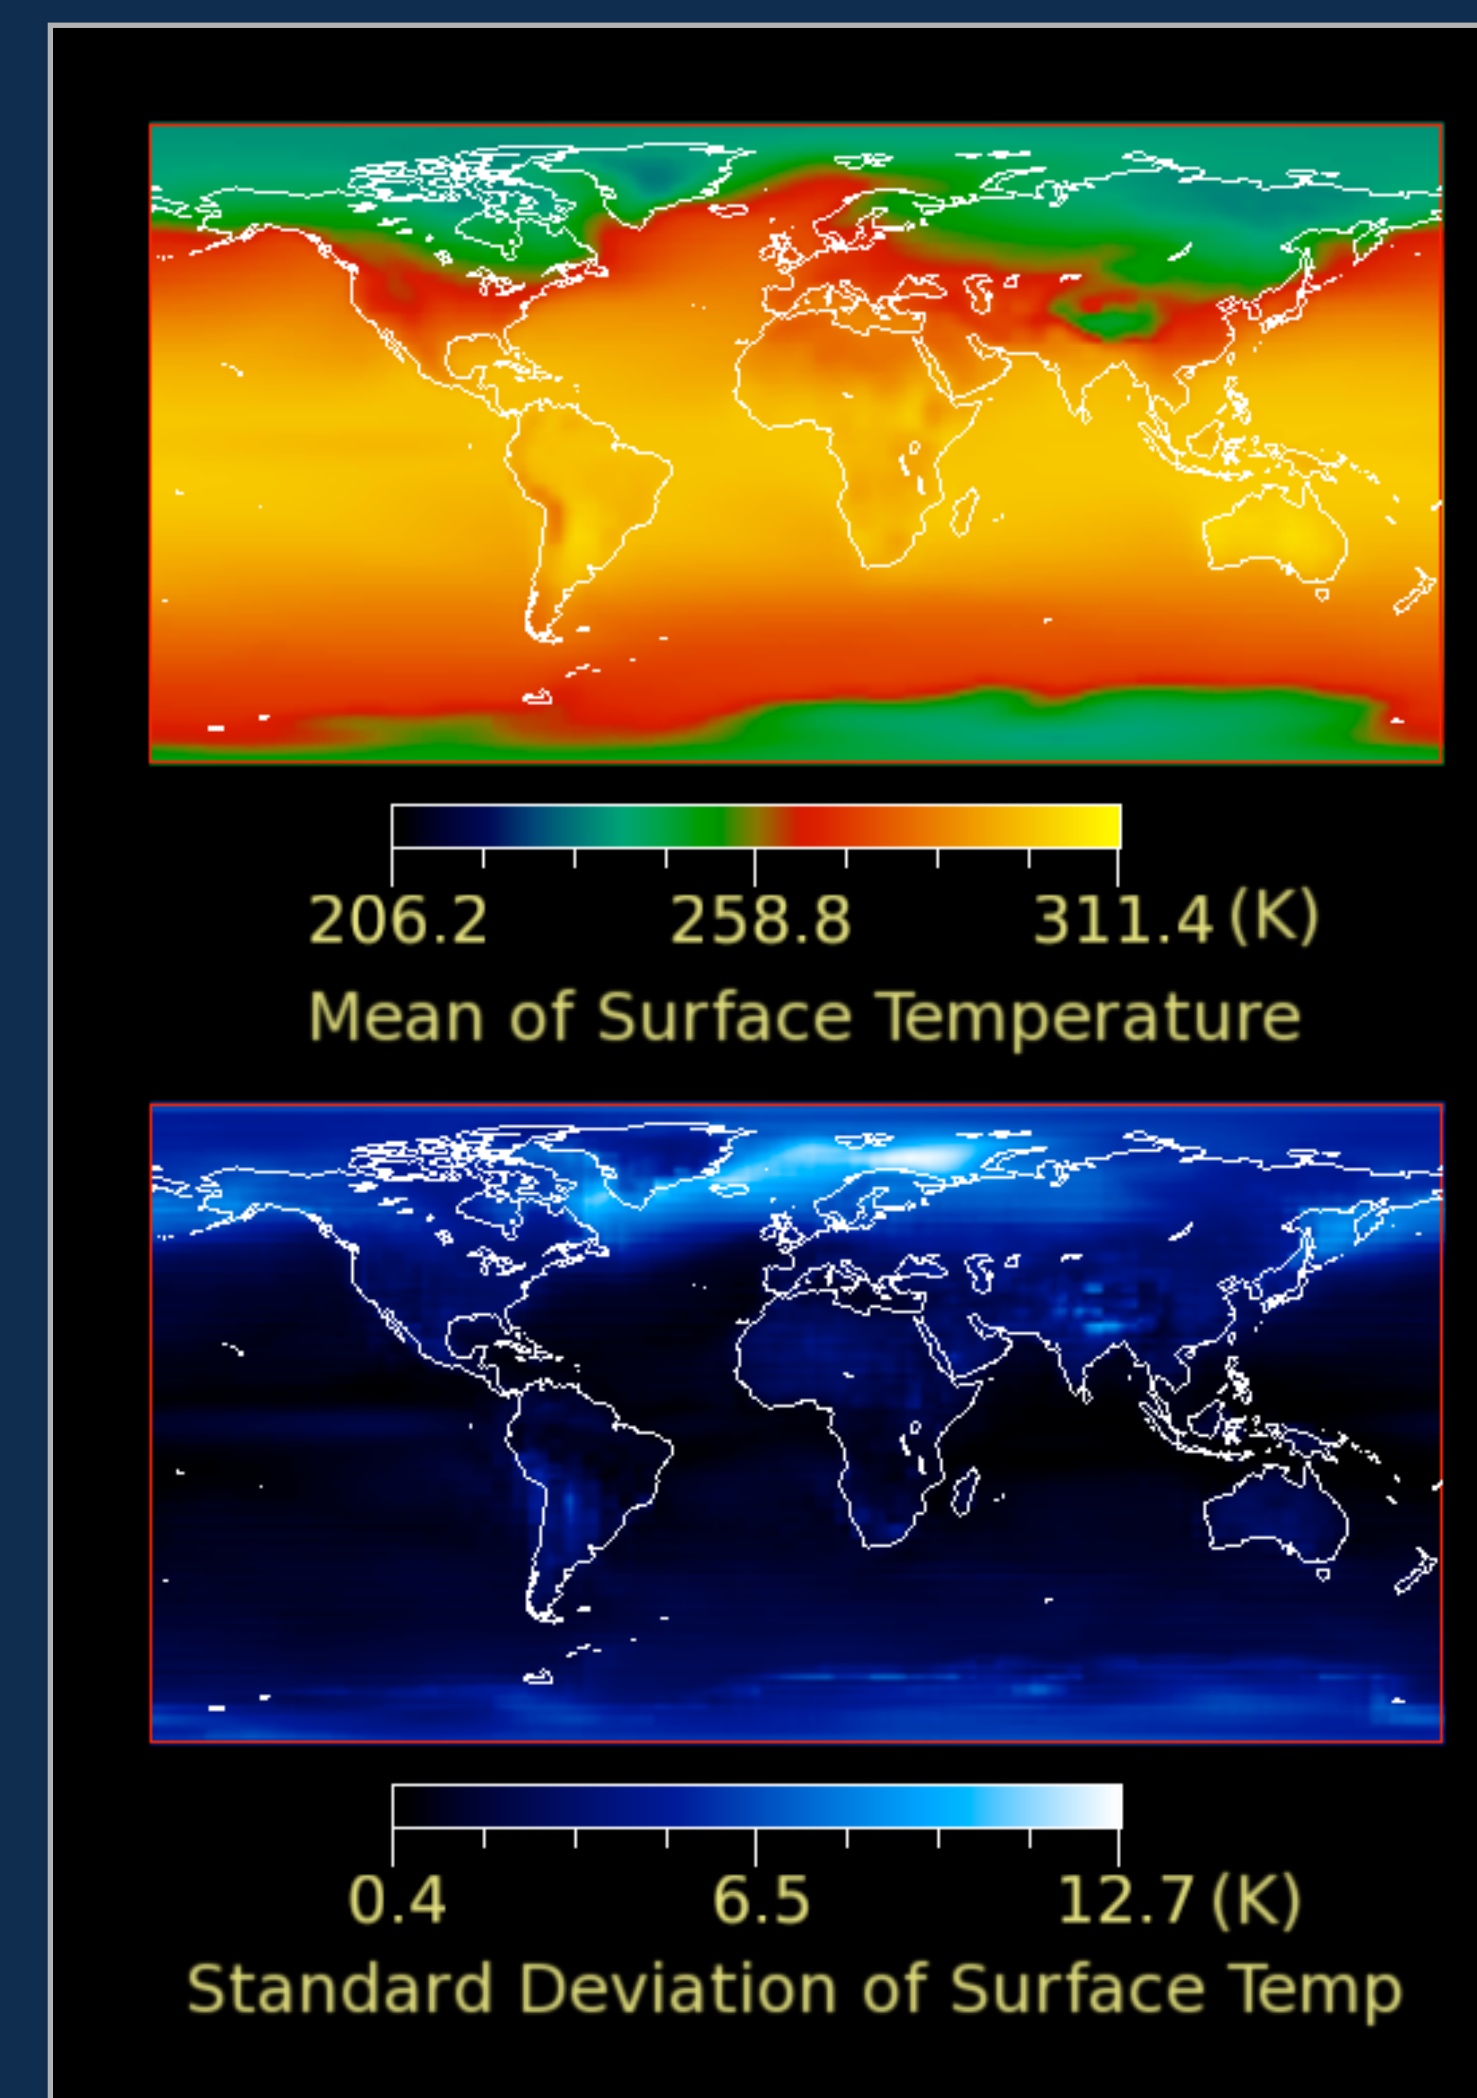 206.2 258.8 311.4 (K)
Mean of Surface Temperature
0.4 6.5 12.7 (K)
Standard Deviation of Surface Temp